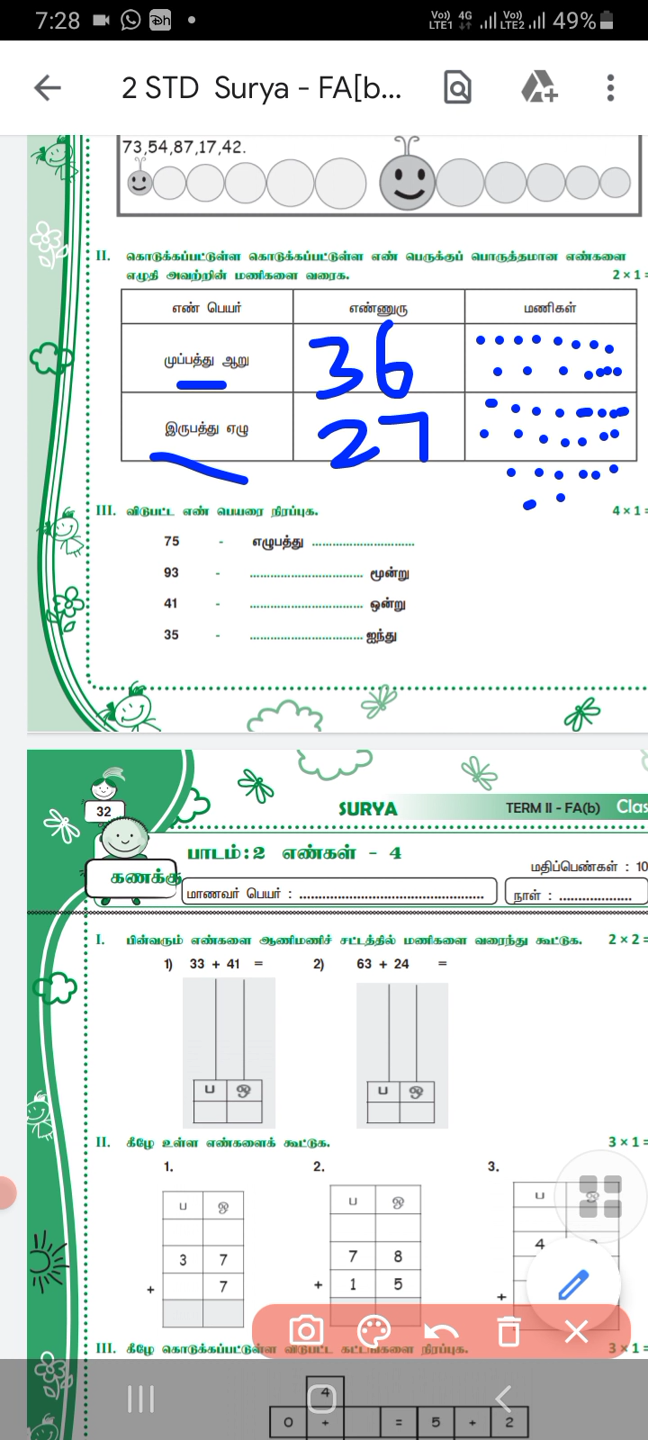 7:28 Dh Vo) LTE1 4G Vo) LTE2 49%
2 STD Surya - FA[b...
73,54,87,17,42.
II. கொடுக்கப்பட்டுள்ள கொடுக்கப்பட்டுள்ள எண் பெருக்குப் பொருத்தமான எண்களை
எழுதி அவற்றின் மணிகளை வரைக. 2 × 1 =
எண் பெயர் எண்ணுரு மணிகள்
முப்பத்து ஆறு 36
இருபத்து ஏழு 27
III. விடுபட்ட எண் பெயரை நிரப்புக. 4 × 1 =
75 - எழுபத்து ..............................
93 - .................................. மூன்று
41 - .................................. ஒன்று
35 - .................................. ஐந்து
32 SURYA TERM II - FA(b) Clas
பாடம்:2 எண்கள் - 4
கணக்கு மதிப்பெண்கள் : 10
மாணவர் பெயர் : ..................................................... நாள் : .....................
I. பின்வரும் எண்களை ஆணிமணிச் சட்டத்தில் மணிகளை வரைந்து கூட்டுக. 2 × 2 =
1) 33 + 41 = 2) 63 + 24 =
ப ஒ ப ஒ
II. கீழே உள்ள எண்களைக் கூட்டுக. 3 × 1 =
1. 2. 3.
ப ஒ ப ஒ ப ஒ
3 7 7 8 4
+ 7 + 1 5 +
III. கீழே கொடுக்கப்பட்டுள்ள விடுபட்ட கட்டங்களை நிரப்புக. 3 × 1 =
4
0 + = 5 + 2